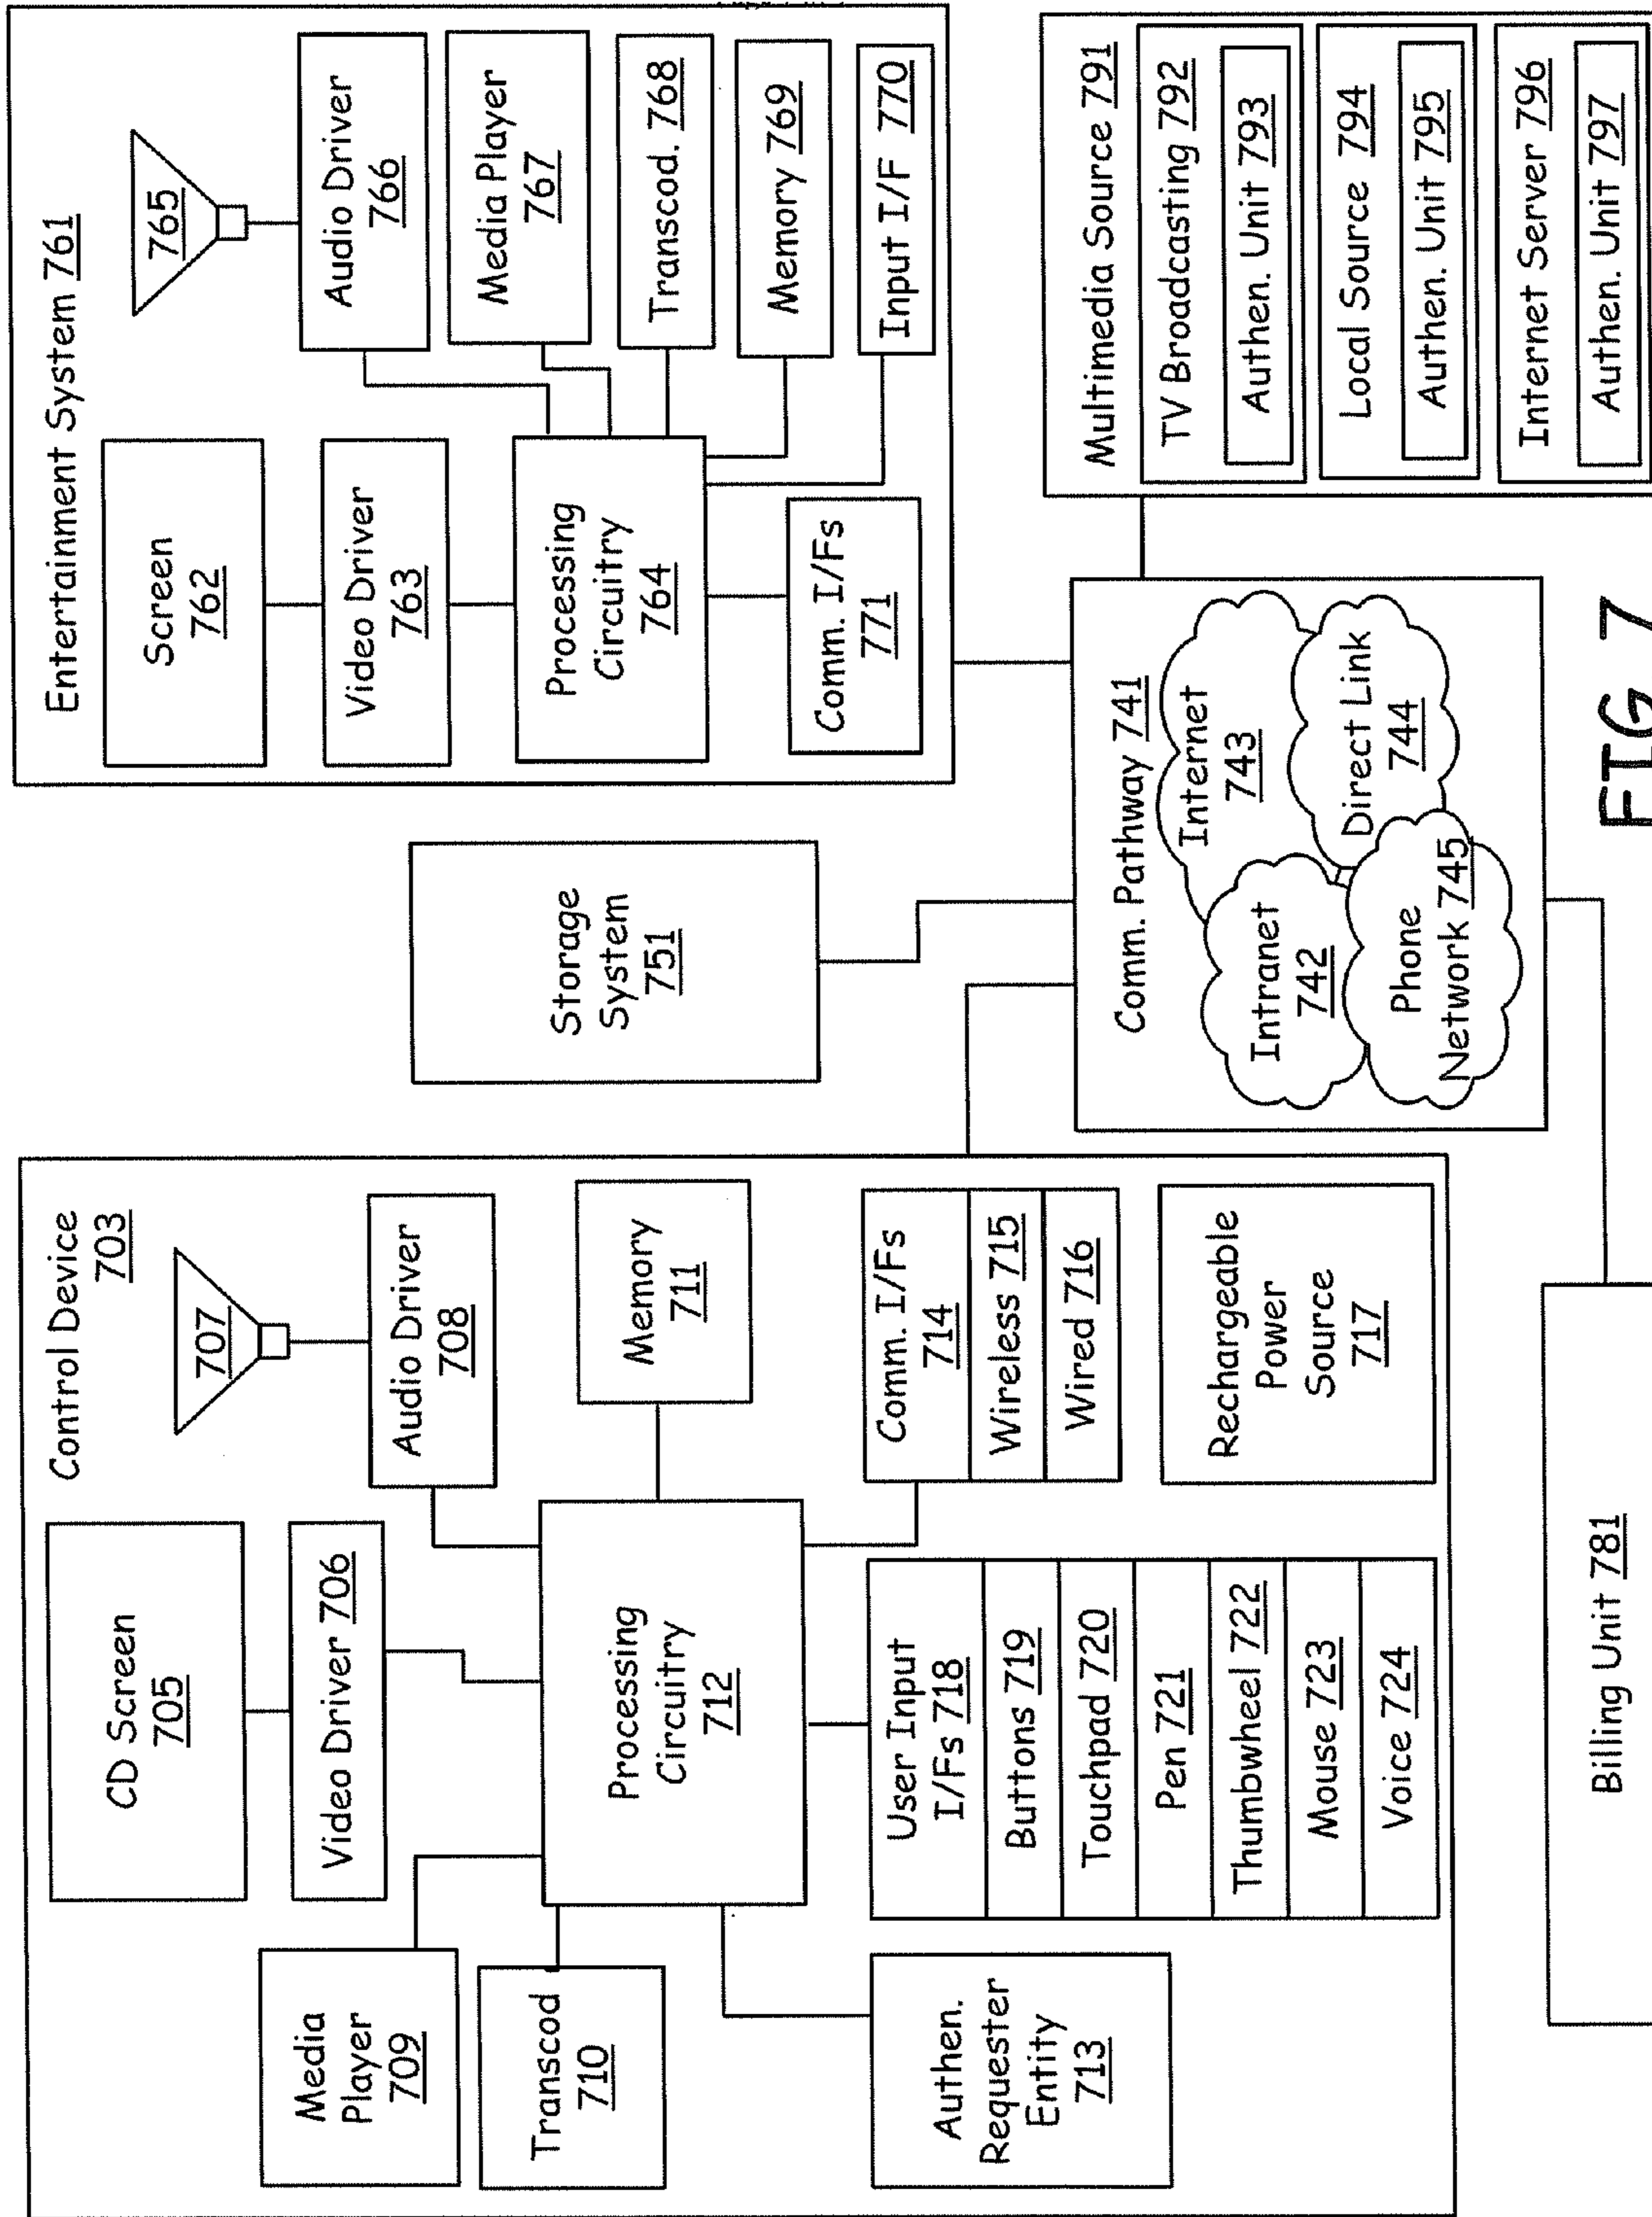 Control Device
703
CD Screen
705
Video Driver 706
707
Audio Driver
708
Media
Player
709
Transcod
710
Memory
711
Processing
Circuitry
712
Authen.
Requester
Entity
713
User Input
I/Fs 718
Buttons 719
Touchpad 720
Pen 721
Thumbwheel 722
Mouse 723
Voice 724
Comm. I/Fs
714
Wireless 715
Wired 716
Rechargeable
Power
Source
717
Storage
System
751
Entertainment System 761
Screen
762
Video Driver
763
Processing
Circuitry
764
765
Audio Driver
766
Media Player
767
Transcod. 768
Memory 769
Input I/F 770
Comm. I/Fs
771
Comm. Pathway 741
Internet
743
Intranet
742
Direct Link
744
Phone
Network 745
Multimedia Source 791
TV Broadcasting 792
Authen. Unit 793
Local Source 794
Authen. Unit 795
Internet Server 796
Authen. Unit 797
Billing Unit 781
FIG 7